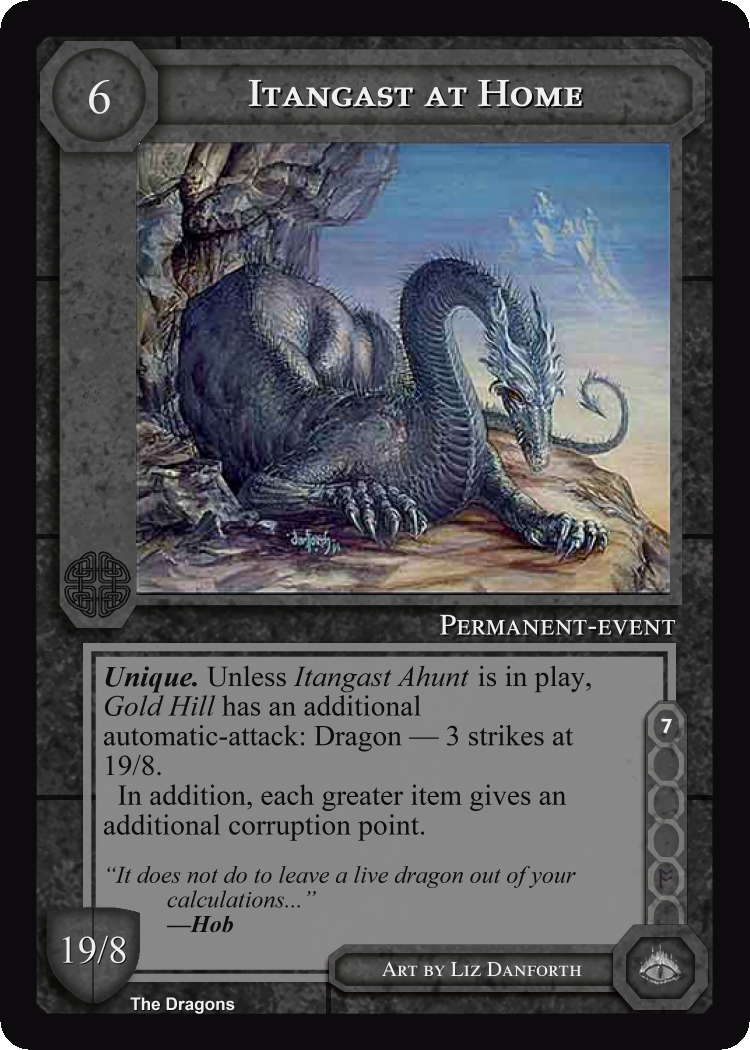 6
Itangast at Home
danforth
Permanent-event
Unique. Unless Itangast Ahunt is in play,
Gold Hill has an additional
automatic-attack: Dragon — 3 strikes at
19/8.
In addition, each greater item gives an
additional corruption point.
7
“It does not do to leave a live dragon out of your
calculations...”
—Hob
19/8
Art by Liz Danforth
The Dragons